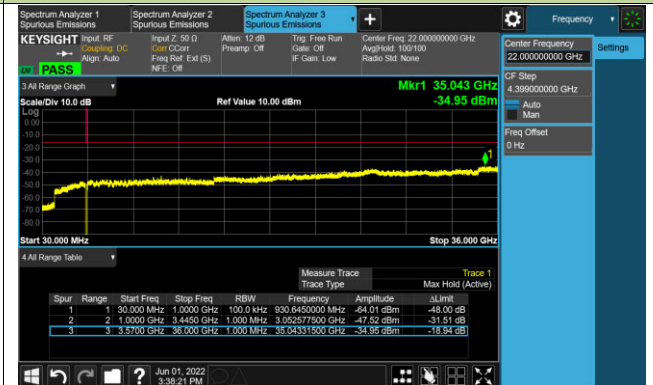 Spectrum Analyzer 1
Spurious Emissions
Spectrum Analyzer 2
Spurious Emissions
Spectrum Analyzer 3
Spurious Emissions
Frequency
KEYSIGHT
Input: RF
Coupling: DC
Align: Auto
Input Z: 50 Ω
Corr CCorr
Freq Ref: Ext (S)
NFE: Off
Atten: 12 dB
Preamp: Off
Trig: Free Run
Gate: Off
IF Gain: Low
Center Freq: 22.000000000 GHz
Avg|Hold: 100/100
Radio Std: None
PASS
Center Frequency
22.000000000 GHz
Settings
CF Step
4.399000000 GHz
Auto
Man
Freq Offset
0 Hz
3 All Range Graph
Mkr1 35.043 GHz
Scale/Div 10.0 dB
Ref Value 10.00 dBm
-34.95 dBm
Log
0.00
-10.0
-20.0
-30.0
-40.0
-50.0
-60.0
-70.0
-80.0
1
Start 30.000 MHz
Stop 36.000 GHz
4 All Range Table
Measure Trace Trace 1
Trace Type Max Hold (Active)
Spur Range Start Freq Stop Freq RBW Frequency Amplitude ΔLimit
1 1 30.000 MHz 1.0000 GHz 100.0 kHz 930.6450000 MHz -64.01 dBm -48.00 dB
2 2 1.0000 GHz 3.4450 GHz 1.000 MHz 3.052577500 GHz -47.52 dBm -31.51 dB
3 3 3.5700 GHz 36.000 GHz 1.000 MHz 35.04331500 GHz -34.95 dBm -18.94 dB
?
Jun 01, 2022
3:38:21 PM